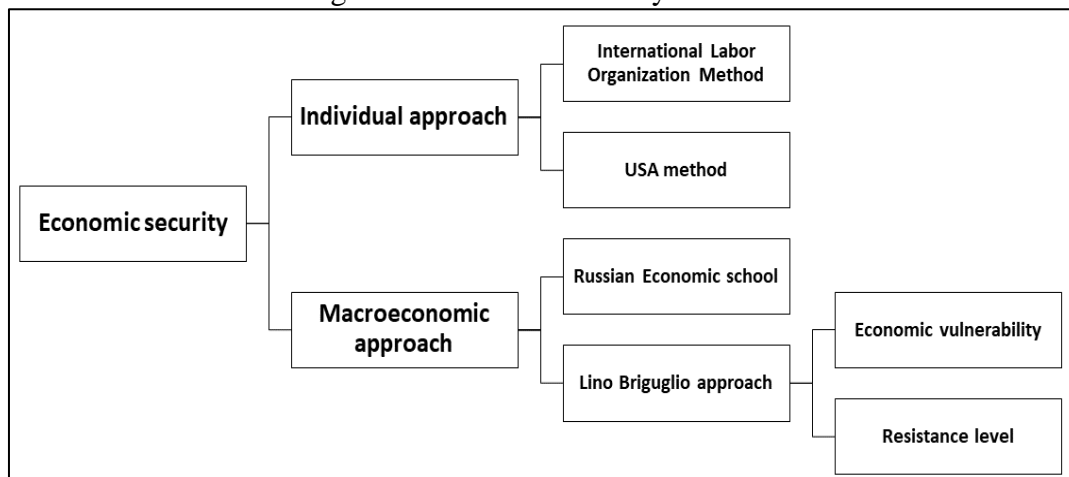 International Labor
Organization Method
Individual approach
USA method
Economic security
Russian Economic school
Macroeconomic
approach
Economic vulnerability
Lino Briguglio approach
Resistance level